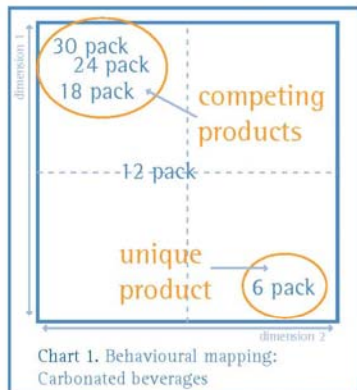 dimension 1
30 pack
24 pack
18 pack
competing
products
12 pack
unique
product
6 pack
dimension 2
Chart 1. Behavioural mapping:
Carbonated beverages